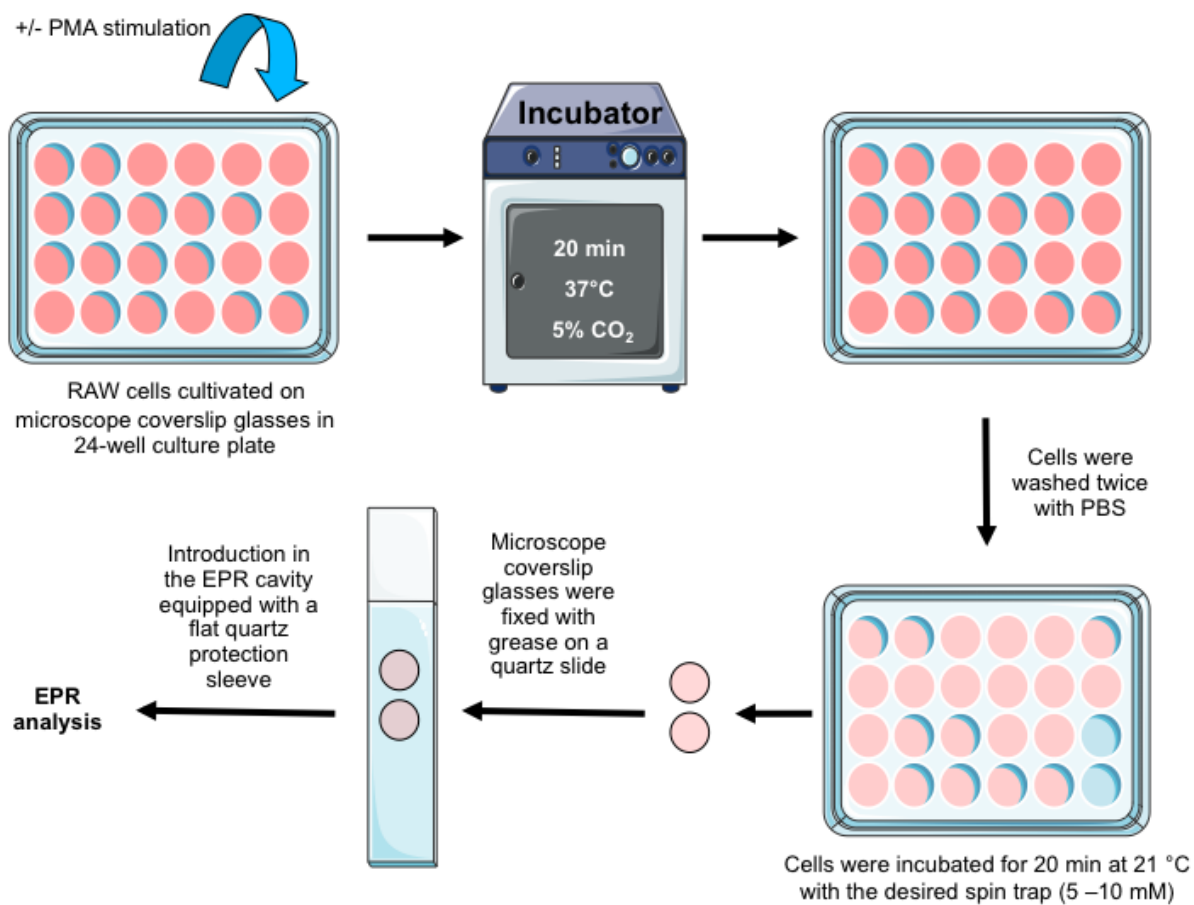 +/- PMA stimulation
Incubator
20 min
37°C
5% CO₂
RAW cells cultivated on
microscope coverslip glasses in
24-well culture plate
Cells were
washed twice
with PBS
Cells were incubated for 20 min at 21 °C
with the desired spin trap (5 –10 mM)
Microscope
coverslip
glasses were
fixed with
grease on a
quartz slide
Introduction in
the EPR cavity
equipped with a
flat quartz
protection
sleeve
EPR
analysis